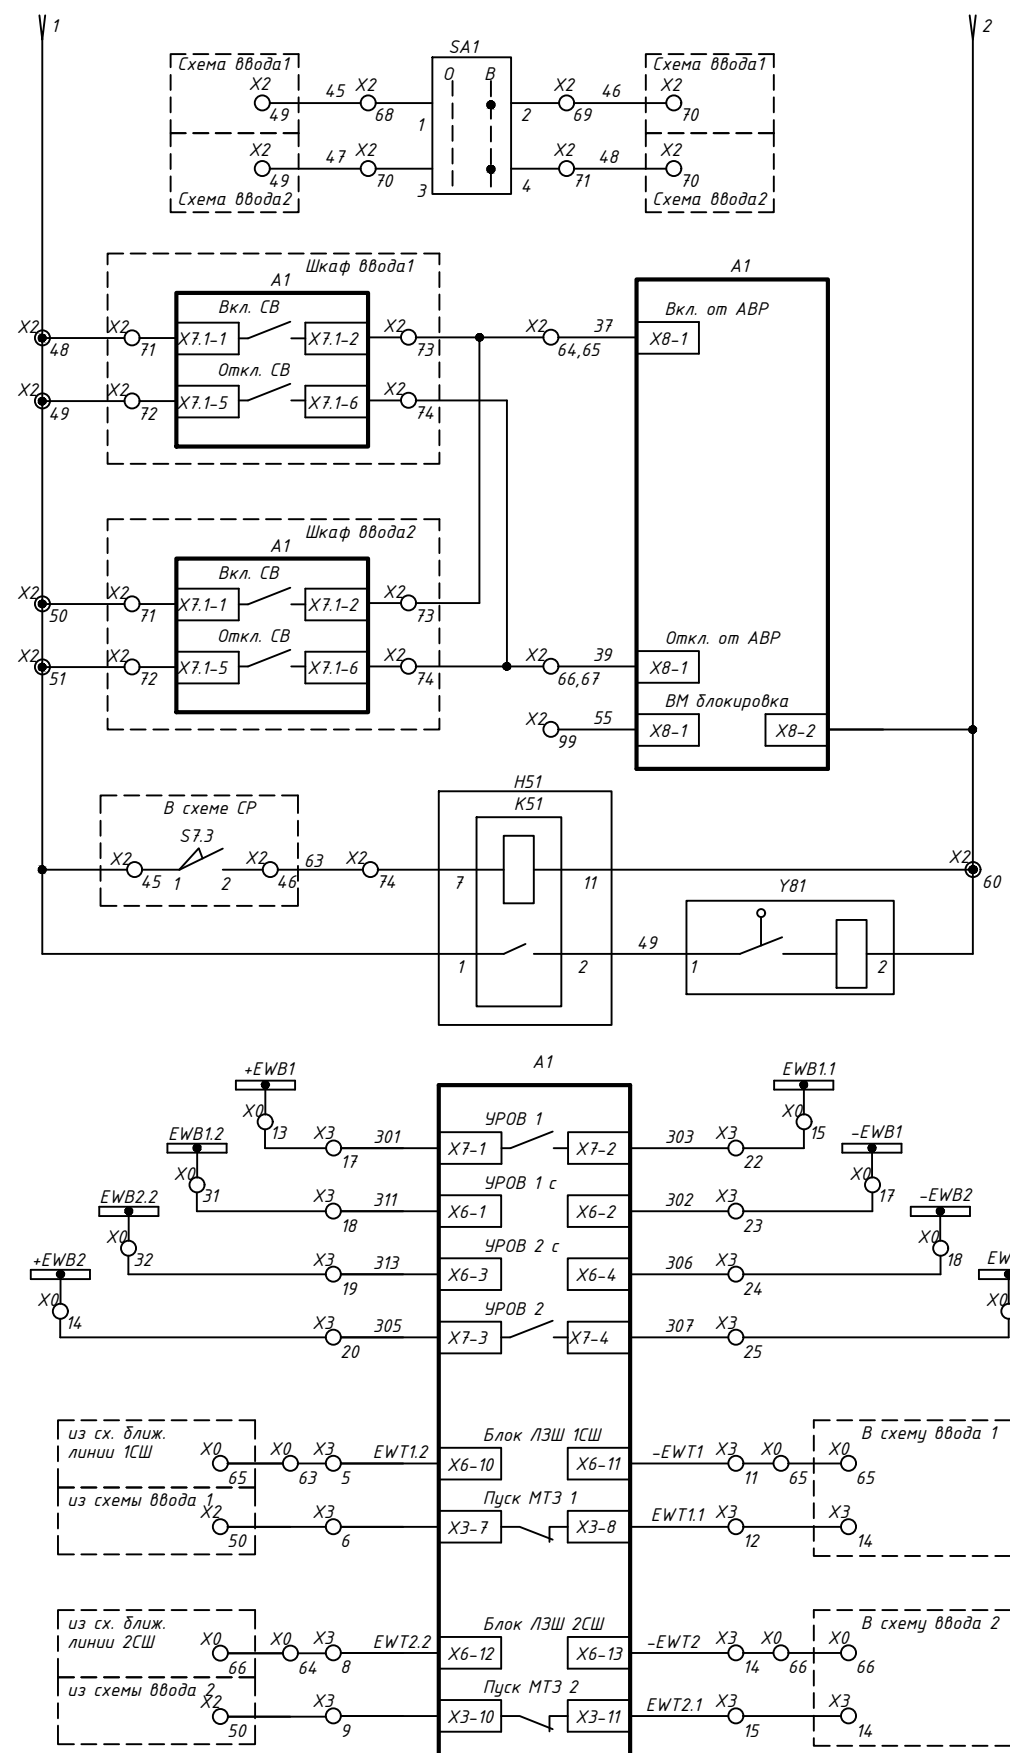 1 2
SA1
Схема ввода1 O B Схема ввода1
X2 45 X2 X2 46 X2
49 68 1 2 69 70
X2 47 X2 X2 48 X2
49 70 3 4 71 70
Схема ввода2 Схема ввода2
Шкаф ввода1
A1 A1
Вкл. СВ Вкл. от АВР
X2 X2 X7.1-1 X7.1-2 X2 X2 37 X8-1
48 71 73 64,65
Откл. СВ
X2 X2 X7.1-5 X7.1-6 X2
49 72 74
Шкаф ввода2
A1
Вкл. СВ
X2 X2 X7.1-1 X7.1-2 X2
50 71 73
Откл. СВ Откл. от АВР
X2 X2 X7.1-5 X7.1-6 X2 X2 39 X8-1
51 72 74 66,67
ВМ блокировка
X2 55 X8-1 X8-2
99
H51
В схеме СР K51
S7.3
X2 X2 63 X2 X2
45 1 2 46 74 7 11 60
Y81
49
1 2 1 2
A1
+EWB1 EWB1.1
X0 УРОВ 1 X0
13 X3 301 X7-1 X7-2 303 X3 15
17 22
EWB1.2 -EWB1
X0 УРОВ 1 с X0
31 X3 311 X6-1 X6-2 302 X3 17
18 23
EWB2.2 -EWB2
X0 УРОВ 2 с X0
32 X3 313 X6-3 X6-4 306 X3 18
19 24
+EWB2 EW
X0 УРОВ 2 X0
14 X3 305 X7-3 X7-4 307 X3
20 25
из сх. ближ. Блок ЛЗШ 1СШ В схему ввода 1
линии 1СШ X0 X0 X3 EWT1.2 X6-10 X6-11 -EWT1 X3 X0 X0
65 63 5 11 65 65
из схемы ввода 1 Пуск МТЗ 1
X2 X3 X3-7 X3-8 EWT1.1 X3 X3
50 6 12 14
из сх. ближ. Блок ЛЗШ 2СШ В схему ввода 2
линии 2СШ X0 X0 X3 EWT2.2 X6-12 X6-13 -EWT2 X3 X0 X0
66 64 8 14 66 66
из схемы ввода 2 Пуск МТЗ 2
X2 X3 X3-10 X3-11 EWT2.1 X3 X3
50 9 15 14